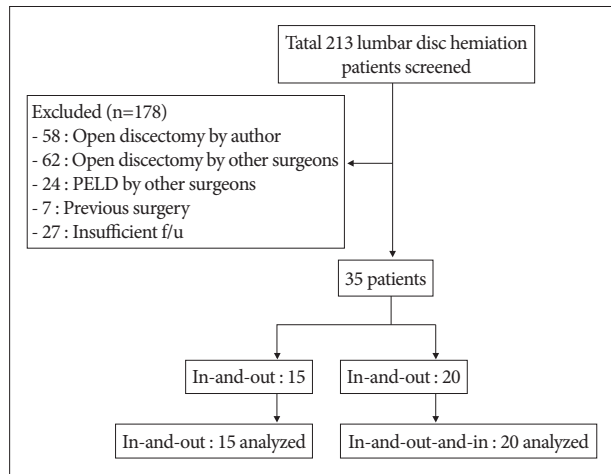 Tatal 213 lumbar disc hemiation
patients screened
Excluded (n=178)
- 58 : Open discectomy by author
- 62 : Open discectomy by other surgeons
- 24 : PELD by other surgeons
- 7 : Previous surgery
- 27 : Insufficient f/u
35 patients
In-and-out : 15
In-and-out : 20
In-and-out : 15 analyzed
In-and-out-and-in : 20 analyzed